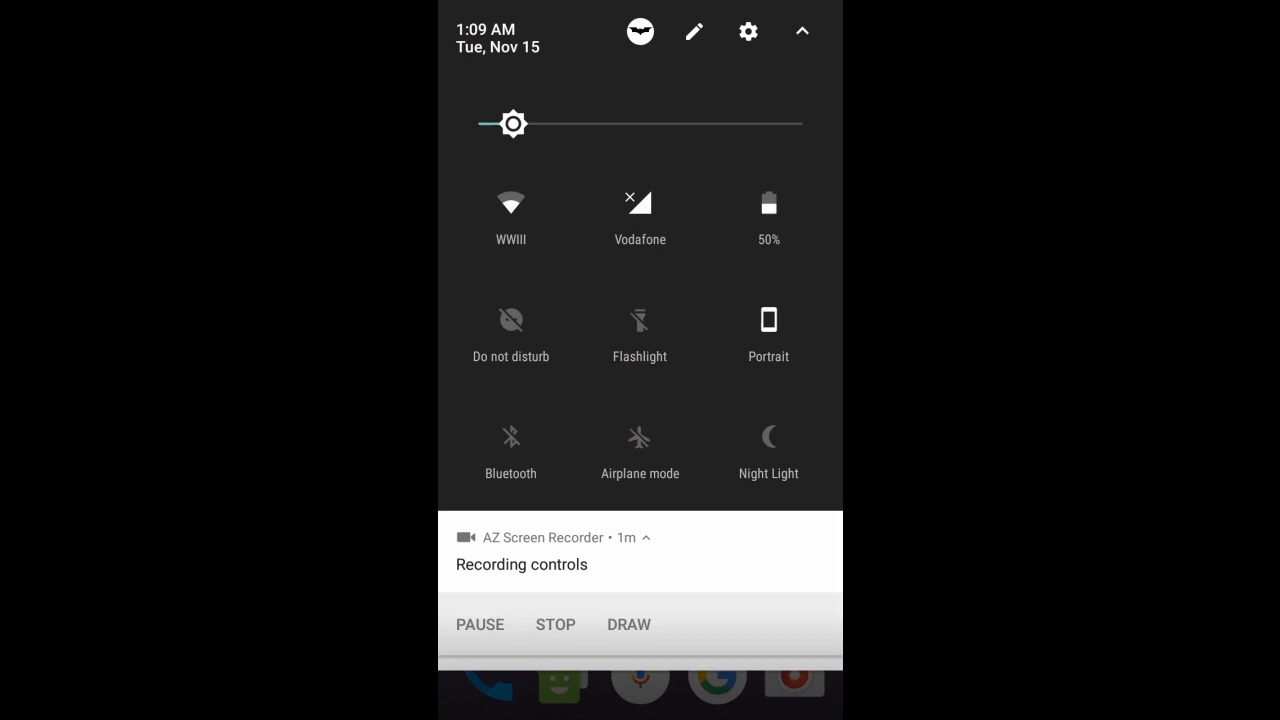 1:09 AM
Tue, Nov 15
WWIII
Vodafone
50%
Do not disturb
Flashlight
Portrait
Bluetooth
Airplane mode
Night Light
AZ Screen Recorder • 1m
Recording controls
PAUSE STOP DRAW